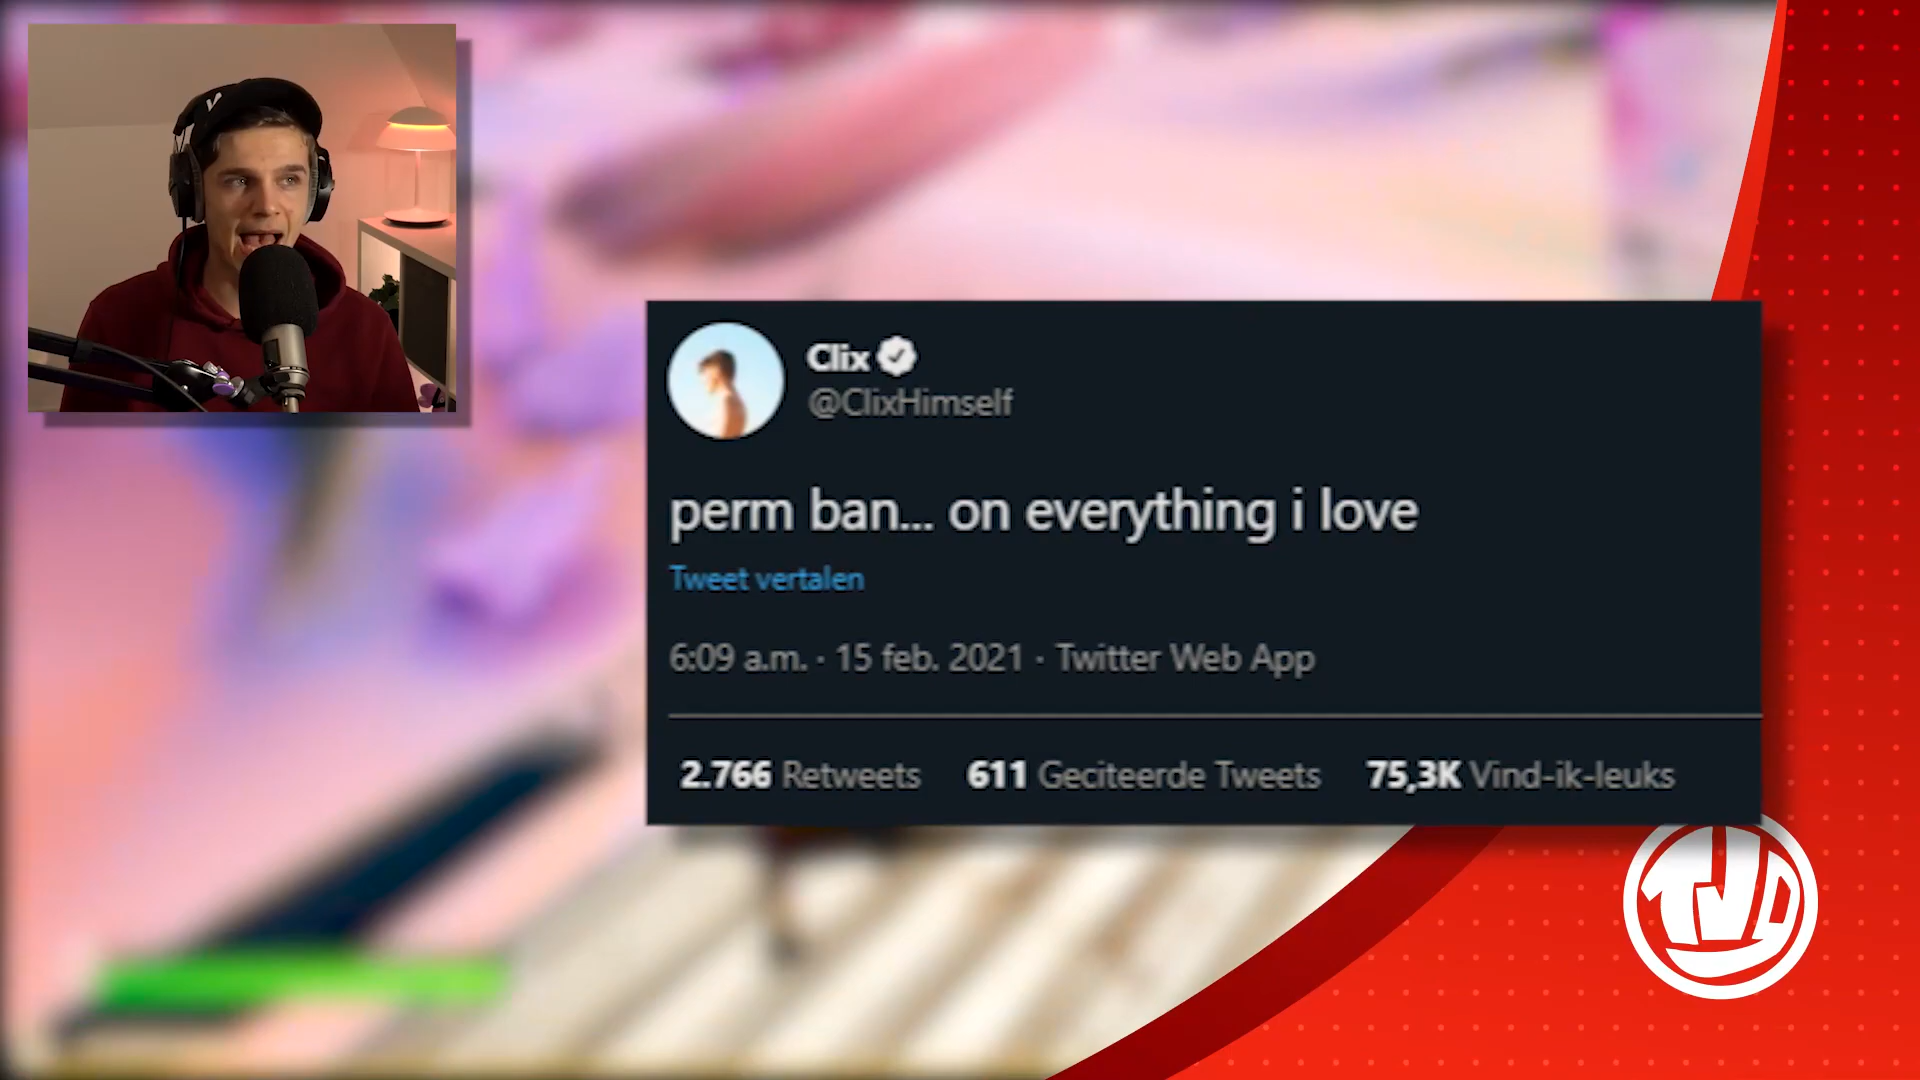 Clix
@ClixHimself
perm ban... on everything i love
Tweet vertalen
6:09 a.m. · 15 feb. 2021 · Twitter Web App
2.766 Retweets 611 Geciteerde Tweets 75,3K Vind-ik-leuks
TVG